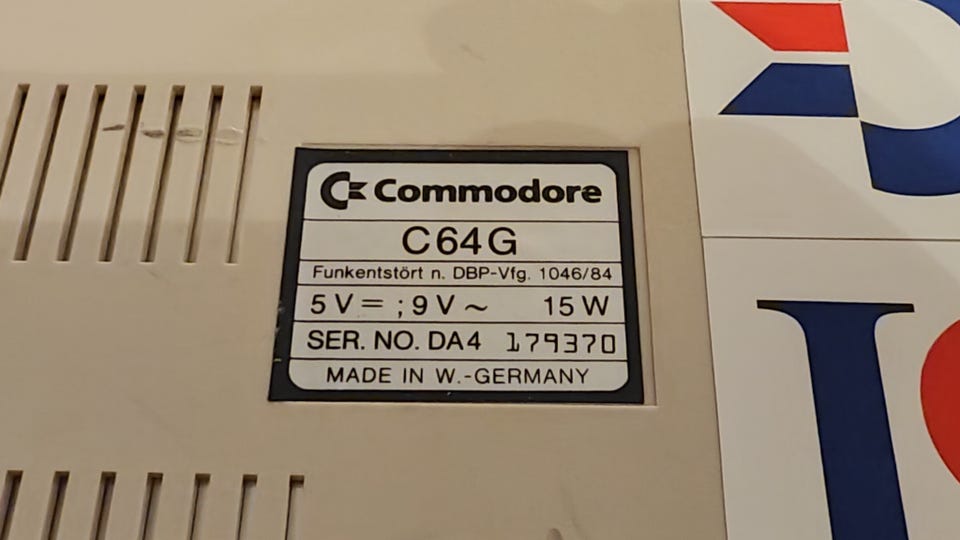 Commodore
C64G
Funkentstört n. DBP-Vfg. 1046/84
5 V ⎓ ; 9 V ~ 15 W
SER. NO. DA4 179370
MADE IN W.-GERMANY
I